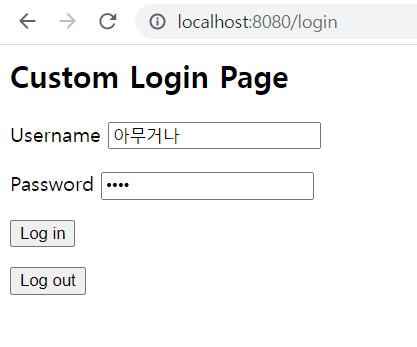 localhost:8080/login
Custom Login Page
Username 아무거나
Password ••••
Log in
Log out